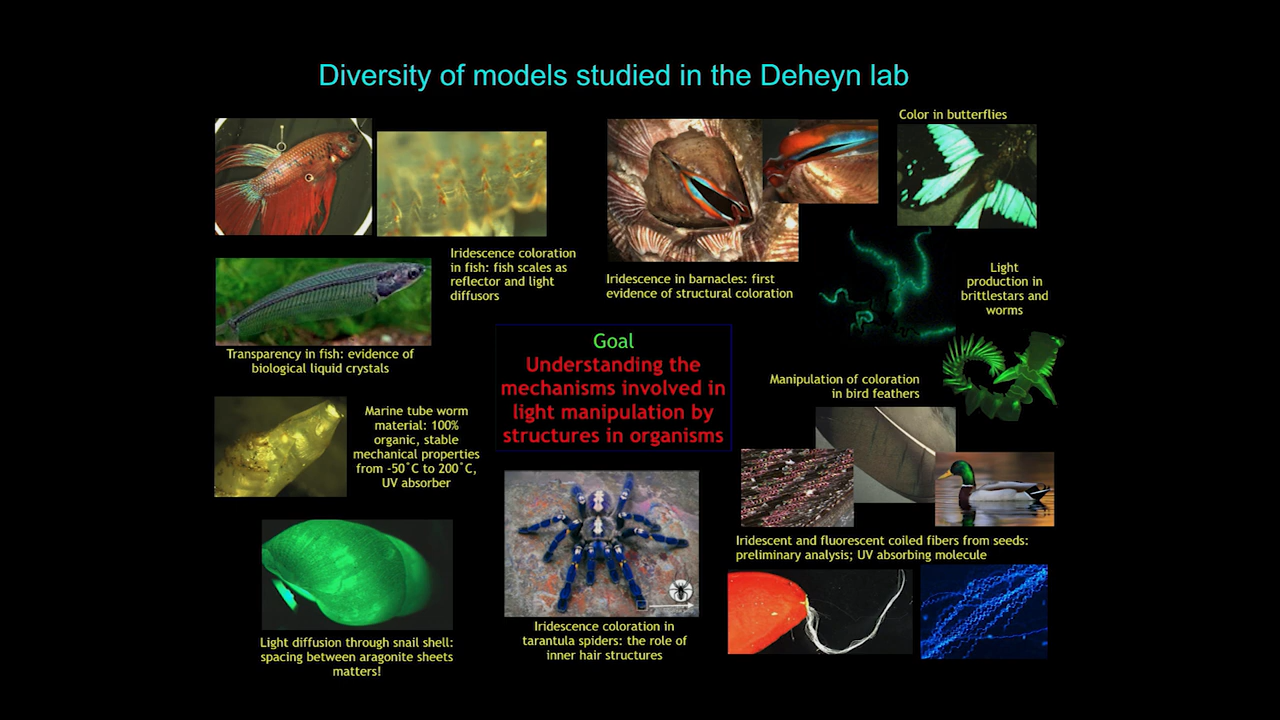 Diversity of models studied in the Deheyn lab
Color in butterflies
Iridescence coloration
in fish: fish scales as
reflector and light
diffusors
Iridescence in barnacles: first
evidence of structural coloration
Light
production in
brittlestars and
worms
Transparency in fish: evidence of
biological liquid crystals
Goal
Understanding the
mechanisms involved in
light manipulation by
structures in organisms
Manipulation of coloration
in bird feathers
Marine tube worm
material: 100%
organic, stable
mechanical properties
from -50˚C to 200˚C,
UV absorber
Iridescent and fluorescent coiled fibers from seeds:
preliminary analysis; UV absorbing molecule
Light diffusion through snail shell:
spacing between aragonite sheets
matters!
Iridescence coloration in
tarantula spiders: the role of
inner hair structures